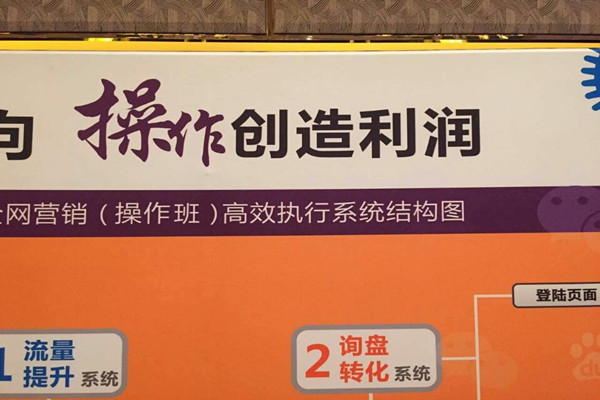 向 操作创造利润
全网营销(操作班)高效执行系统结构图
登陆页面
1 流量提升系统
2 询盘转化系统
du